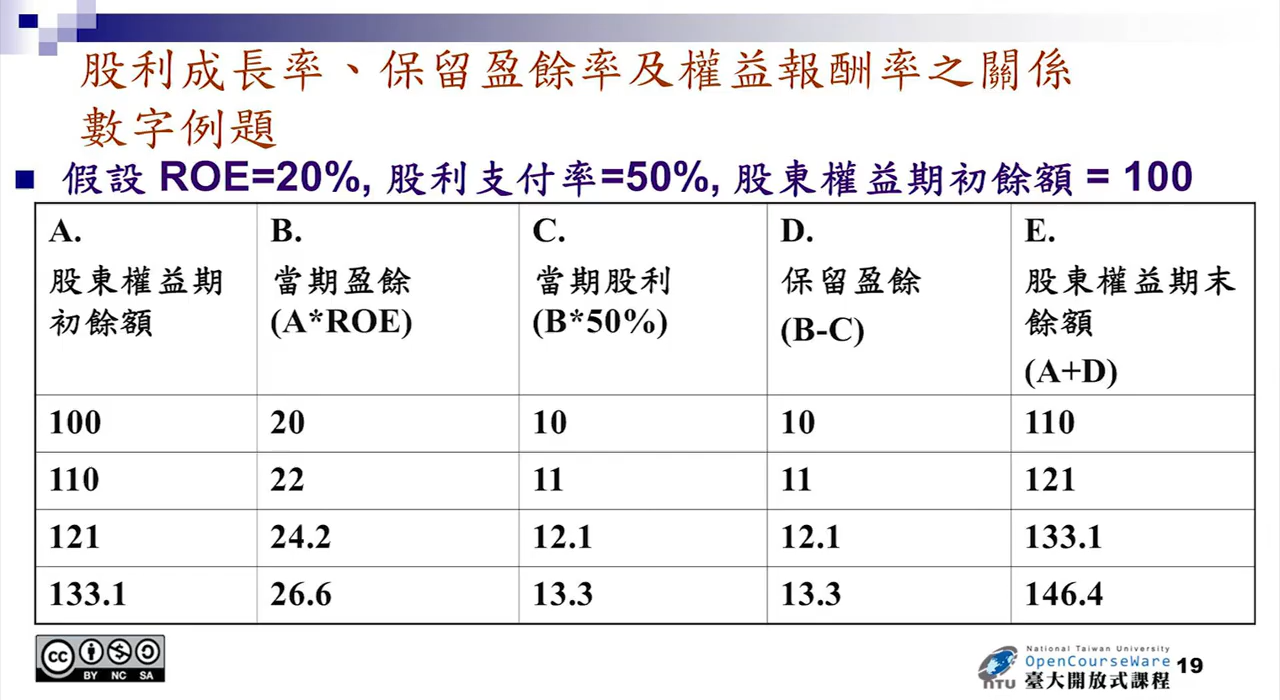 股利成長率、保留盈餘率及權益報酬率之關係
數字例題
假設 ROE=20%, 股利支付率=50%, 股東權益期初餘額 = 100
A.
股東權益期
初餘額
B.
當期盈餘
(A*ROE)
C.
當期股利
(B*50%)
D.
保留盈餘
(B-C)
E.
股東權益期末
餘額
(A+D)
100 20 10 10 110
110 22 11 11 121
121 24.2 12.1 12.1 133.1
133.1 26.6 13.3 13.3 146.4
cc BY NC SA
NTU
National Taiwan University
OpenCourseWare
臺大開放式課程
19